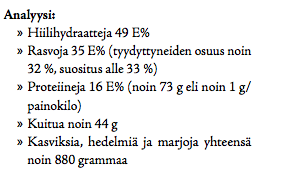 Analyysi:
» Hiilihydraatteja 49 E%
» Rasvoja 35 E% (tyydyttyneiden osuus noin
32 %, suositus alle 33 %)
» Proteiineja 16 E% (noin 73 g eli noin 1 g/
painokilo)
» Kuitua noin 44 g
» Kasviksia, hedelmiä ja marjoja yhteensä
noin 880 grammaa